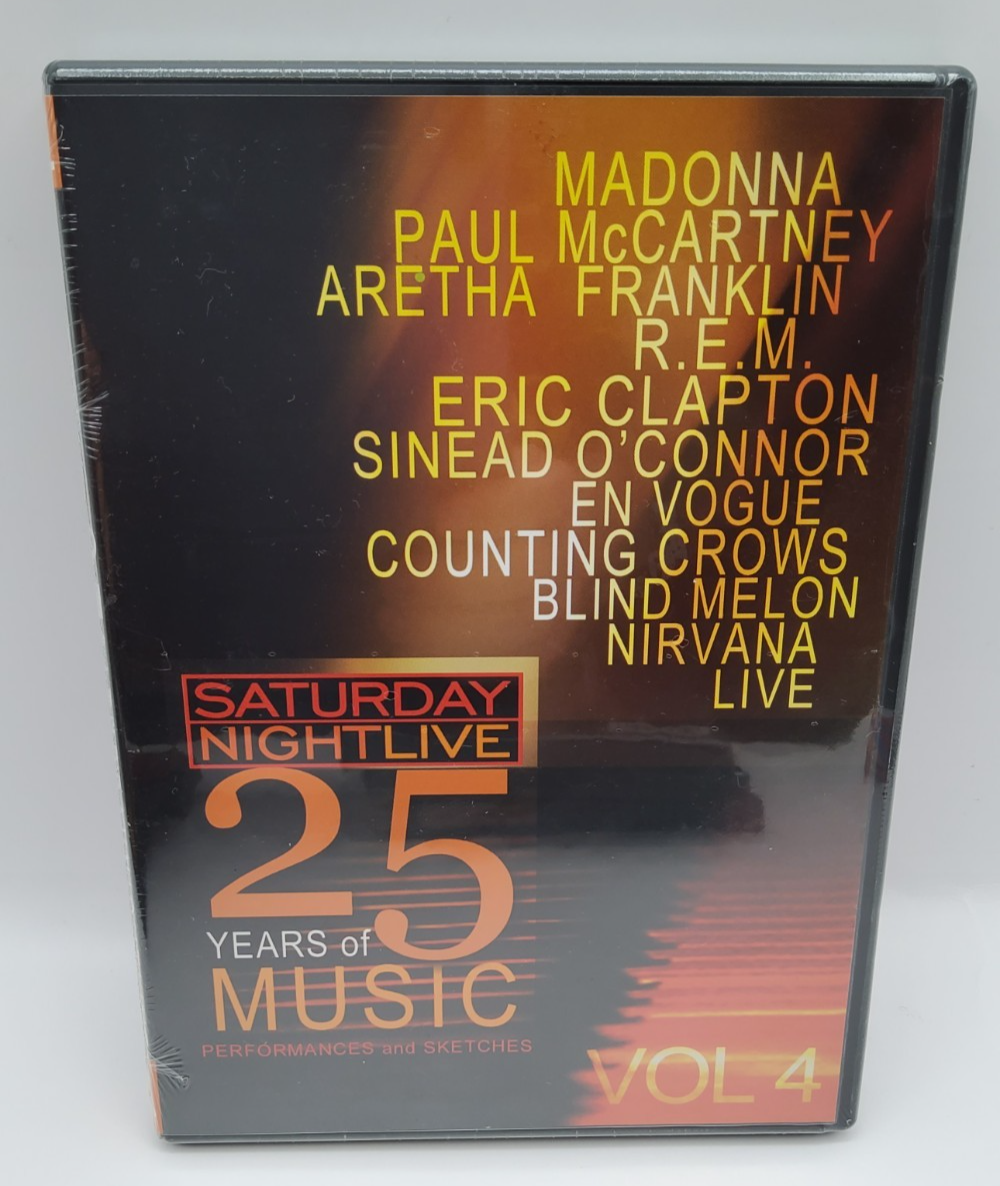 MADONNA
PAUL McCARTNEY
ARETHA FRANKLIN
R.E.M.
ERIC CLAPTON
SINEAD O'CONNOR
EN VOGUE
COUNTING CROWS
BLIND MELON
NIRVANA
LIVE
SATURDAY
NIGHTLIVE
25
YEARS of
MUSIC
PERFORMANCES and SKETCHES
VOL 4